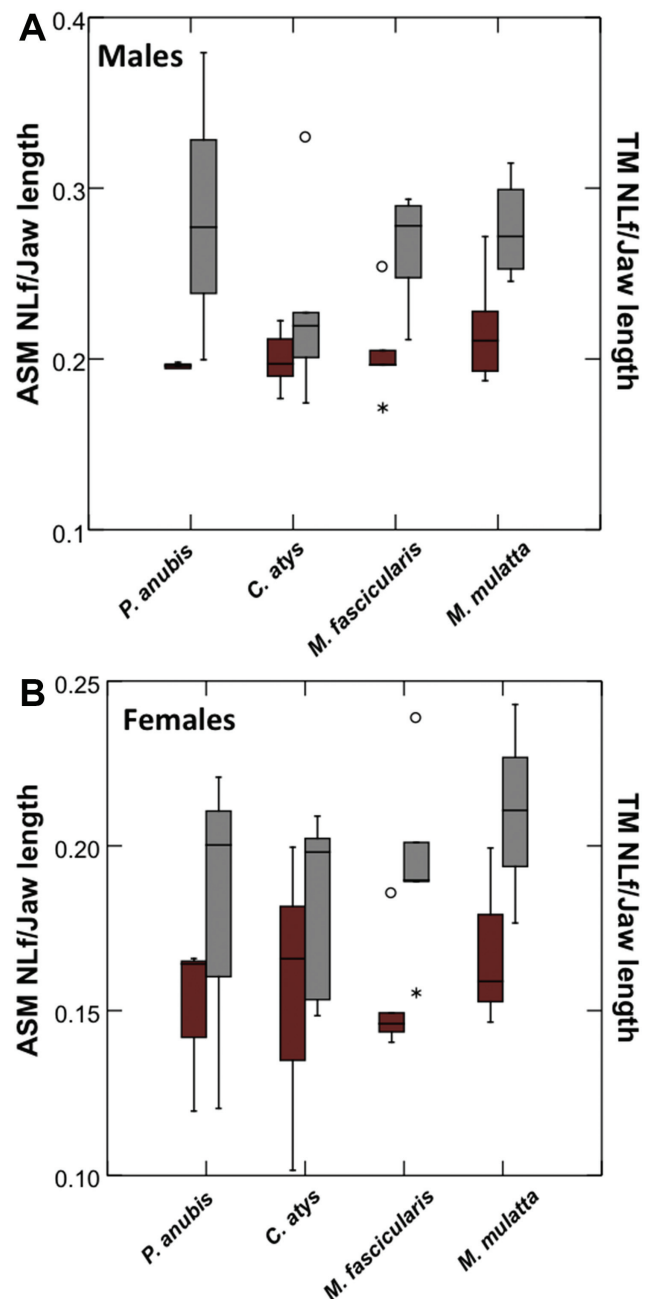 A
Males
0.4
0.3
0.2
0.1
ASM NLf/Jaw length
TM NLf/Jaw length
P. anubis
C. atys
M. fascicularis
M. mulatta
B
Females
0.25
0.20
0.15
0.10
ASM NLf/Jaw length
TM NLf/Jaw length
P. anubis
C. atys
M. fascicularis
M. mulatta